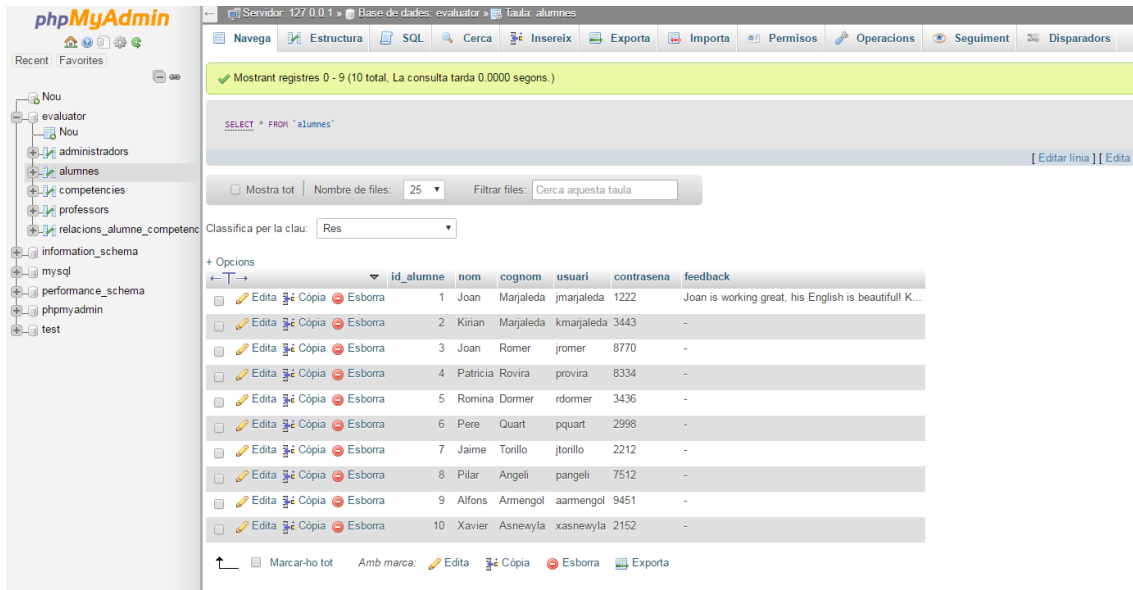 phpMyAdmin
Recent Favorites
Nou
evaluator
Nou
administradors
alumnes
competencies
professors
relacions_alumne_competenc
information_schema
mysql
performance_schema
phpmyadmin
test
Servidor: 127.0.0.1 » Base de dades: evaluator » Taula: alumnes
Navega Estructura SQL Cerca Insereix Exporta Importa Permisos Operacions Seguiment Disparadors
Mostrant registres 0 - 9 (10 total, La consulta tarda 0.0000 segons.)
SELECT * FROM `alumnes`
[ Editar línia ] [ Edita
Mostra tot Nombre de files: 25 Filtrar files: Cerca aquesta taula
Classifica per la clau: Res
+ Opcions
←T→ id_alumne nom cognom usuari contrasena feedback
Edita Còpia Esborra 1 Joan Marjaleda jmarjaleda 1222 Joan is working great, his English is beautiful! K...
Edita Còpia Esborra 2 Kirian Marjaleda kmarjaleda 3443 -
Edita Còpia Esborra 3 Joan Romer jromer 8770 -
Edita Còpia Esborra 4 Patricia Rovira provira 8334 -
Edita Còpia Esborra 5 Romina Dormer rdormer 3436 -
Edita Còpia Esborra 6 Pere Quart pquart 2998 -
Edita Còpia Esborra 7 Jaime Torillo jtorillo 2212 -
Edita Còpia Esborra 8 Pilar Angeli pangeli 7512 -
Edita Còpia Esborra 9 Alfons Armengol aarmengol 9451 -
Edita Còpia Esborra 10 Xavier Asnewyla xasnewyla 2152 -
Marcar-ho tot Amb marca: Edita Còpia Esborra Exporta